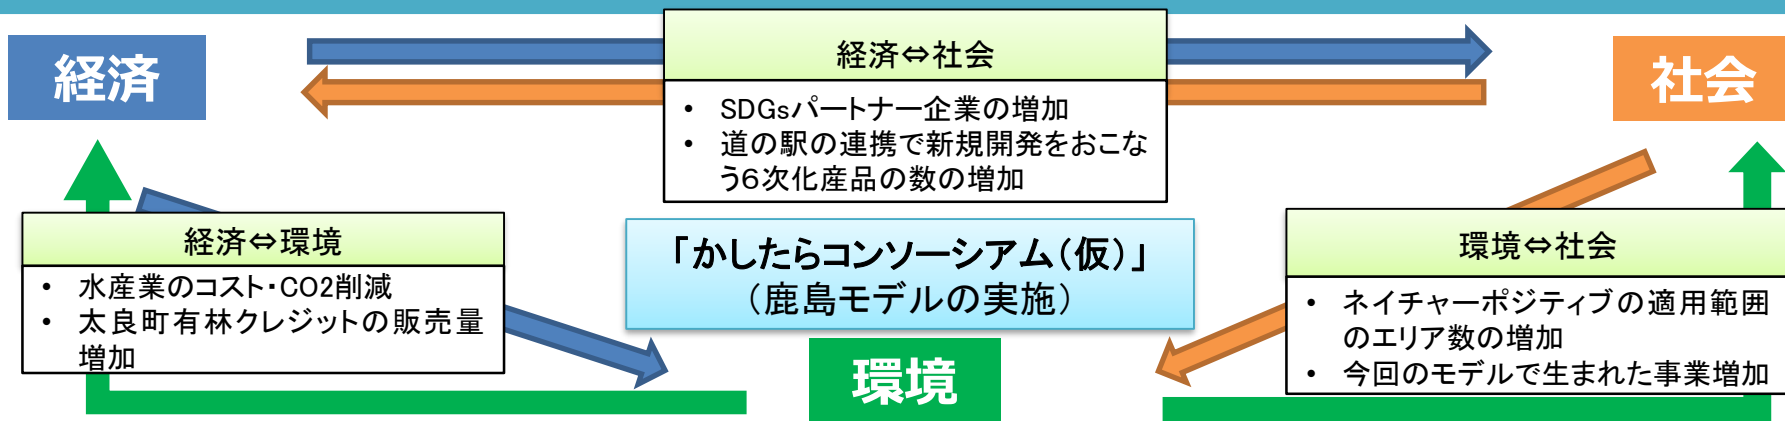 経済
経済⇔社会
• SDGsパートナー企業の増加
• 道の駅の連携で新規開発をおこな
う6次化産品の数の増加
社会
経済⇔環境
• 水産業のコスト・CO2削減
• 太良町有林クレジットの販売量
増加
「かしたらコンソーシアム(仮)」
(鹿島モデルの実施)
環境
環境⇔社会
• ネイチャーポジティブの適用範囲
のエリア数の増加
• 今回のモデルで生まれた事業増加